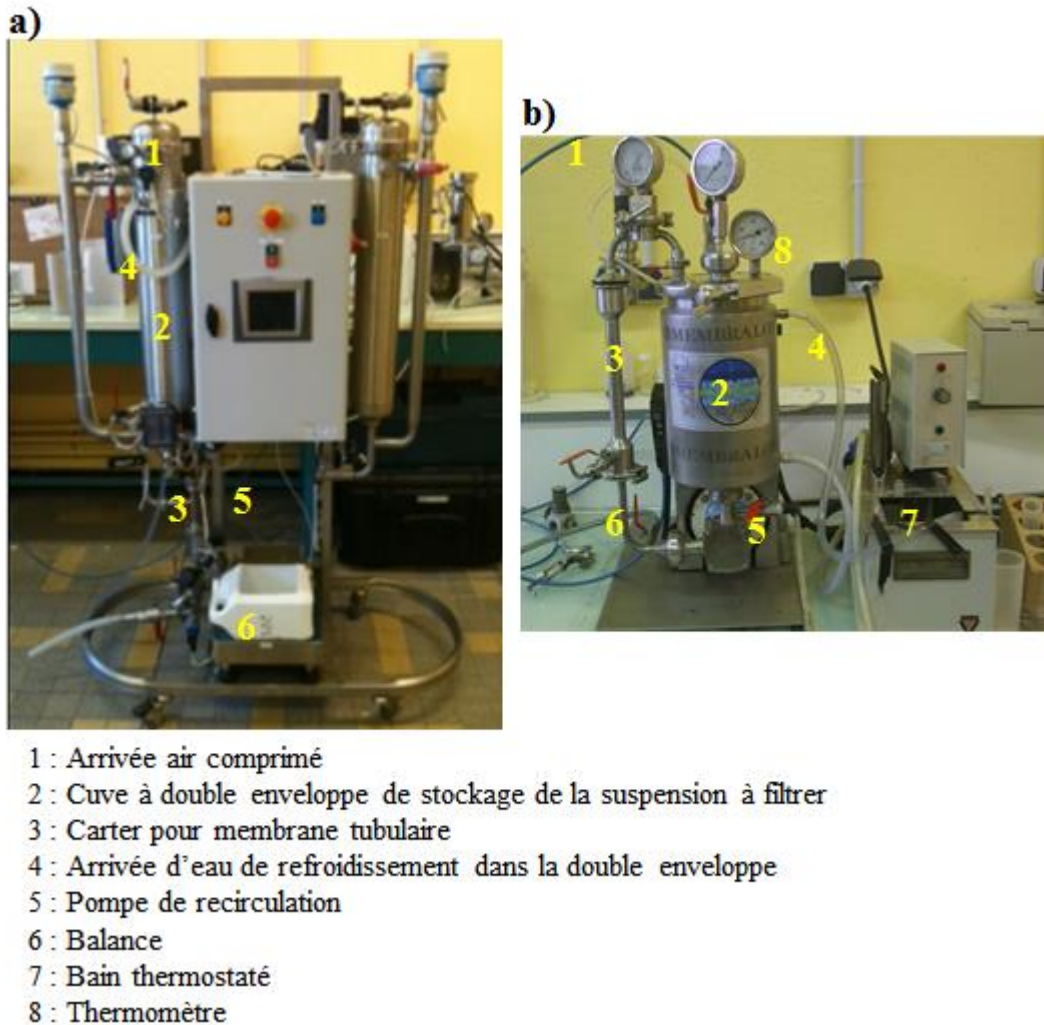 a)
1
4
2
3
5
6
b)
1
8
3
4
2
6
5
7
MEMBRALO
MEMBRALO
1 : Arrivée air comprimé
2 : Cuve à double enveloppe de stockage de la suspension à filtrer
3 : Carter pour membrane tubulaire
4 : Arrivée d’eau de refroidissement dans la double enveloppe
5 : Pompe de recirculation
6 : Balance
7 : Bain thermostaté
8 : Thermomètre